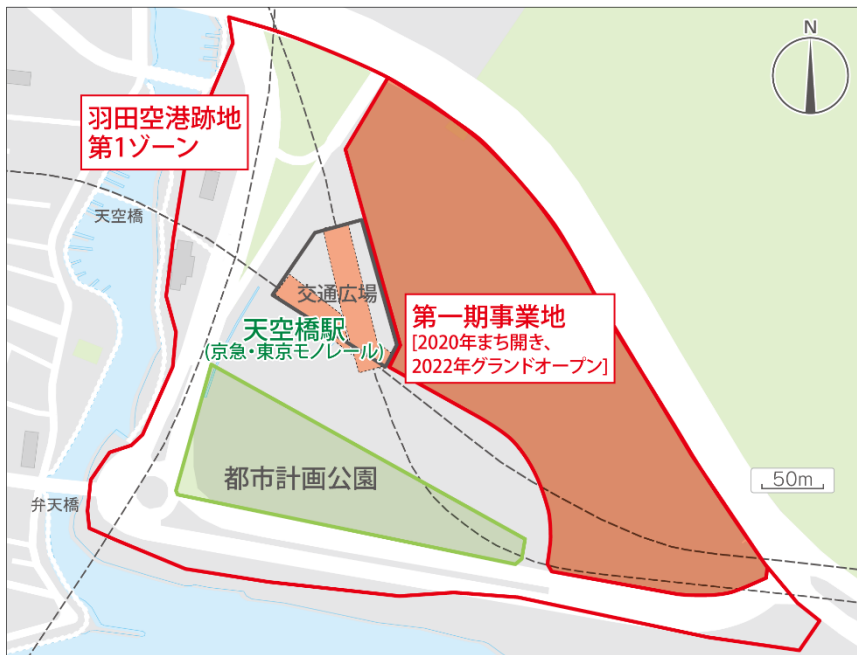 N
羽田空港跡地
第1ゾーン
天空橋
交通広場
天空橋駅
(京急・東京モノレール)
第一期事業地
[2020年まち開き、
2022年グランドオープン]
都市計画公園
50m
弁天橋